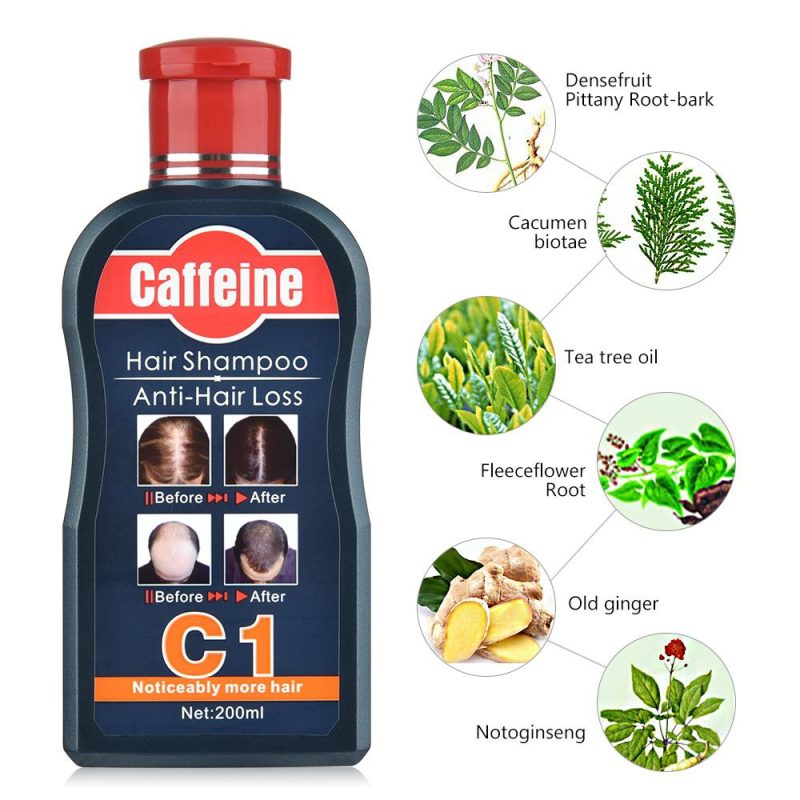 Caffeine
Hair Shampoo
Anti-Hair Loss
Before
After
Before
After
C1
Noticeably more hair
Net:200ml
Densefruit
Pittany Root-bark
Cacumen
biotae
Tea tree oil
Fleeceflower
Root
Old ginger
Notoginseng